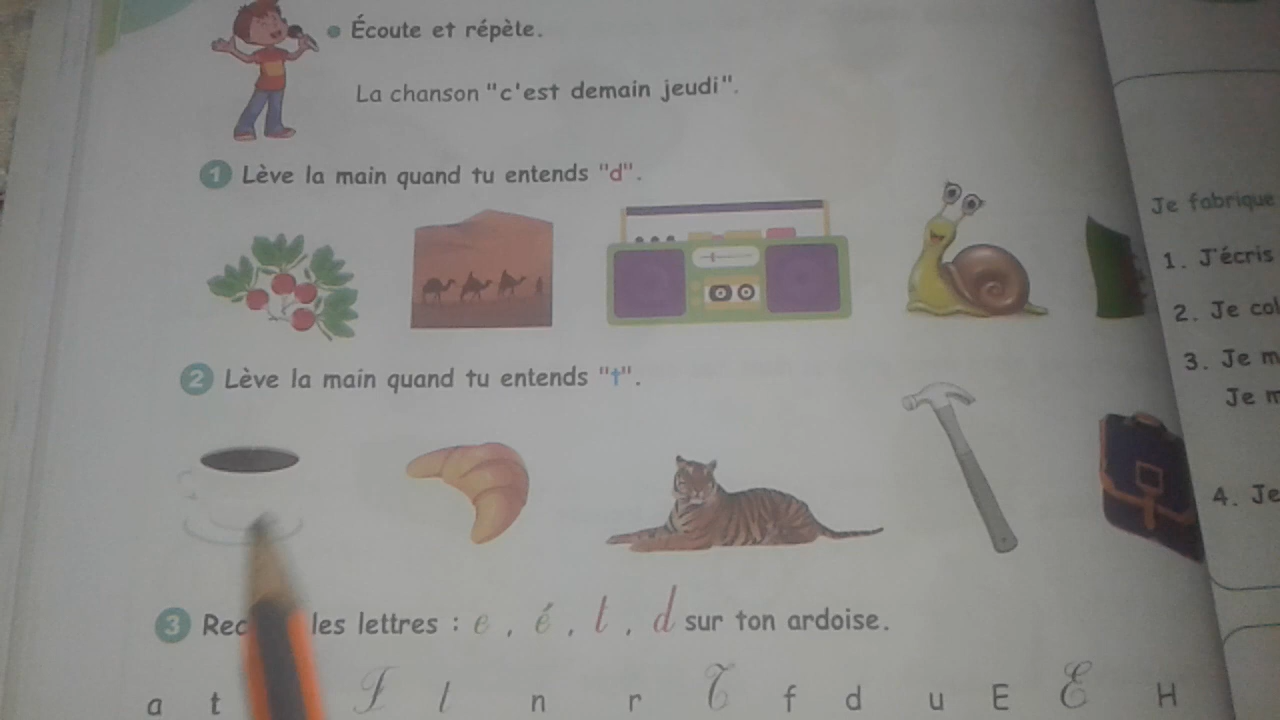 Écoute et répète.
La chanson "c'est demain jeudi".
1 Lève la main quand tu entends "d".
2 Lève la main quand tu entends "t".
3 les lettres : e , é , t , d sur ton ardoise.
a t l n r f d u E E H
Je fabrique
1. J'écris
2. Je
3. Je
Je
4. Je